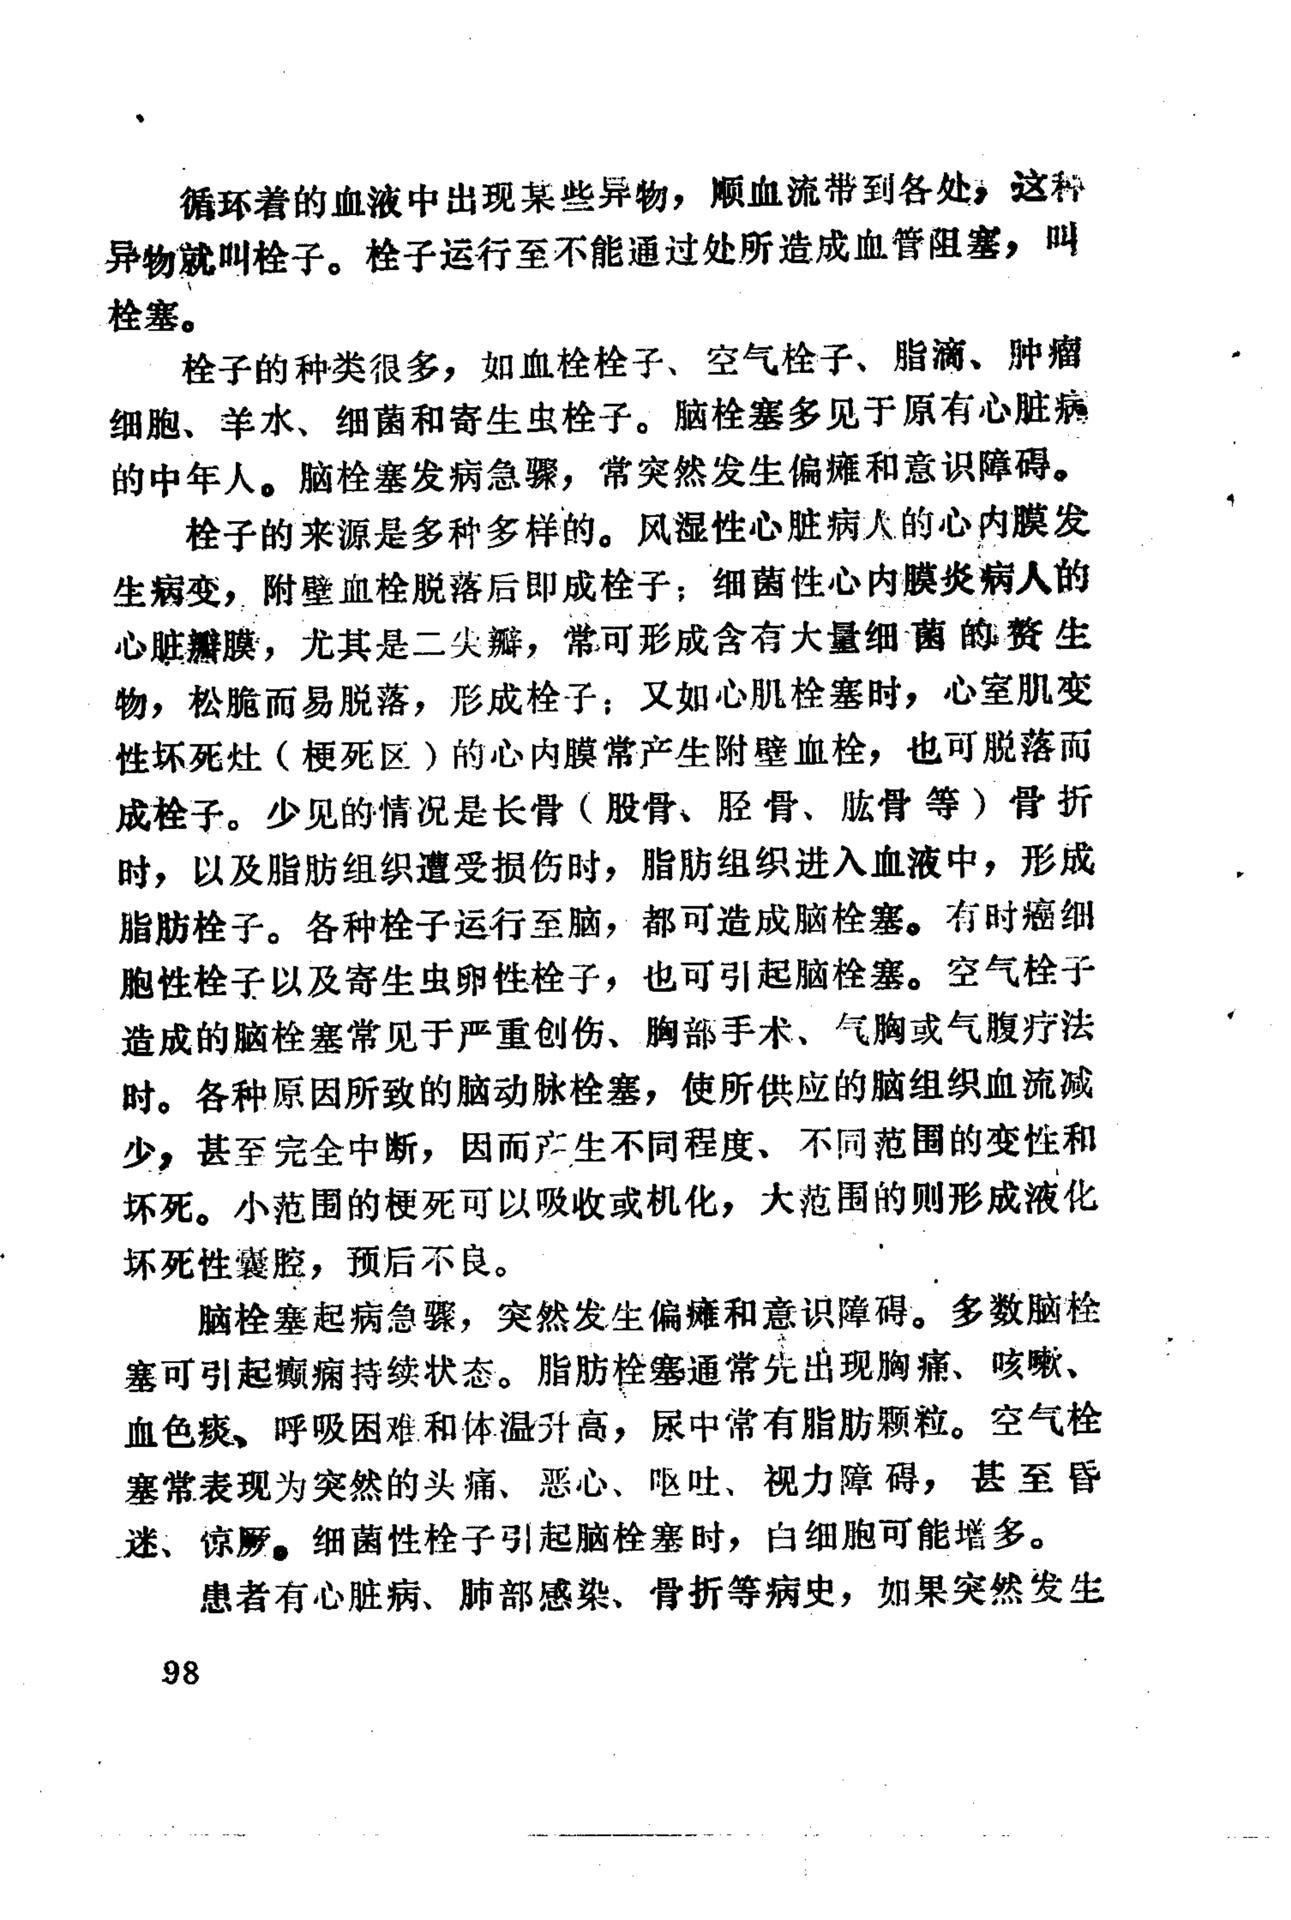 循环着的血液中出现某些异物，顺血流带到各处，这种
异物就叫栓子。栓子运行至不能通过处所造成血管阻塞，叫
栓塞。
栓子的种类很多，如血栓栓子、空气栓子、脂滴、肿瘤
细胞、羊水、细菌和寄生虫栓子。脑栓塞多见于原有心脏病
的中年人。脑栓塞发病急骤，常突然发生偏瘫和意识障碍。
栓子的来源是多种多样的。风湿性心脏病人的心内膜发
生病变，附壁血栓脱落后即成栓子；细菌性心内膜炎病人的
心脏瓣膜，尤其是二尖瓣，常可形成含有大量细菌的赘生
物，松脆而易脱落，形成栓子；又如心肌栓塞时，心室肌变
性坏死灶（梗死区）的心内膜常产生附壁血栓，也可脱落而
成栓子。少见的情况是长骨（股骨、胫骨、肱骨等）骨折
时，以及脂肪组织遭受损伤时，脂肪组织进入血液中，形成
脂肪栓子。各种栓子运行至脑，都可造成脑栓塞。有时癌细
胞性栓子以及寄生虫卵性栓子，也可引起脑栓塞。空气栓子
造成的脑栓塞常见于严重创伤、胸部手术、气胸或气腹疗法
时。各种原因所致的脑动脉栓塞，使所供应的脑组织血流减
少，甚至完全中断，因而产生不同程度、不同范围的变性和
坏死。小范围的梗死可以吸收或机化，大范围的则形成液化
坏死性囊腔，预后不良。
脑栓塞起病急骤，突然发生偏瘫和意识障碍。多数脑栓
塞可引起癫痫持续状态。脂肪栓塞通常先出现胸痛、咳嗽、
血色痰、呼吸困难和体温升高，尿中常有脂肪颗粒。空气栓
塞常表现为突然的头痛、恶心、呕吐、视力障碍，甚至昏
迷、惊厥。细菌性栓子引起脑栓塞时，白细胞可能增多。
患者有心脏病、肺部感染、骨折等病史，如果突然发生
98